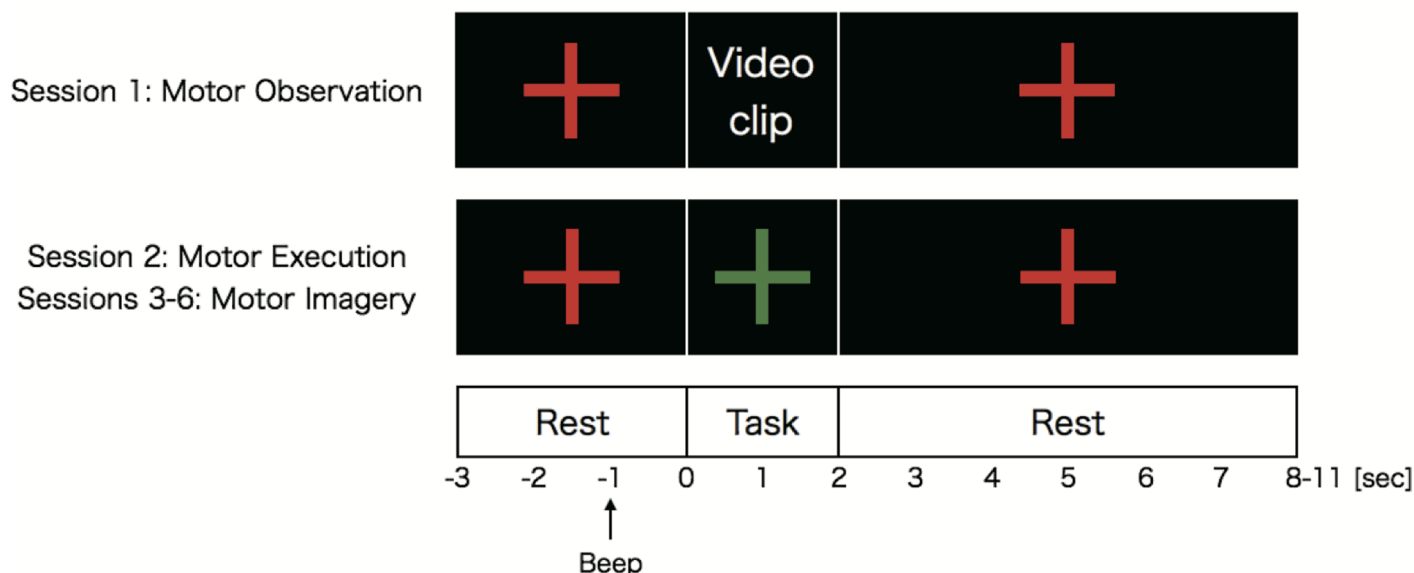 Session 1: Motor Observation
Video
clip
Session 2: Motor Execution
Sessions 3-6: Motor Imagery
Rest Task Rest
-3 -2 -1 0 1 2 3 4 5 6 7 8-11 [sec]
Beep